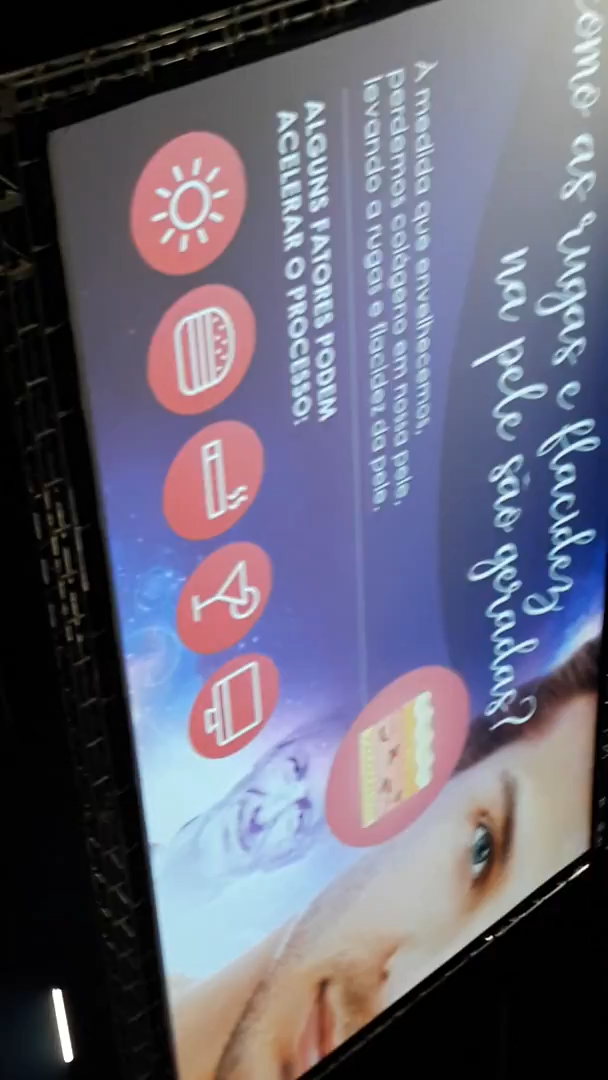 omo as rugas e flacidez
na pele são geradas?
À medida que envelhecemos,
perdemos colágeno em nossa pele,
levando a rugas e flacidez da pele.
ALGUNS FATORES PODEM
ACELERAR O PROCESSO: